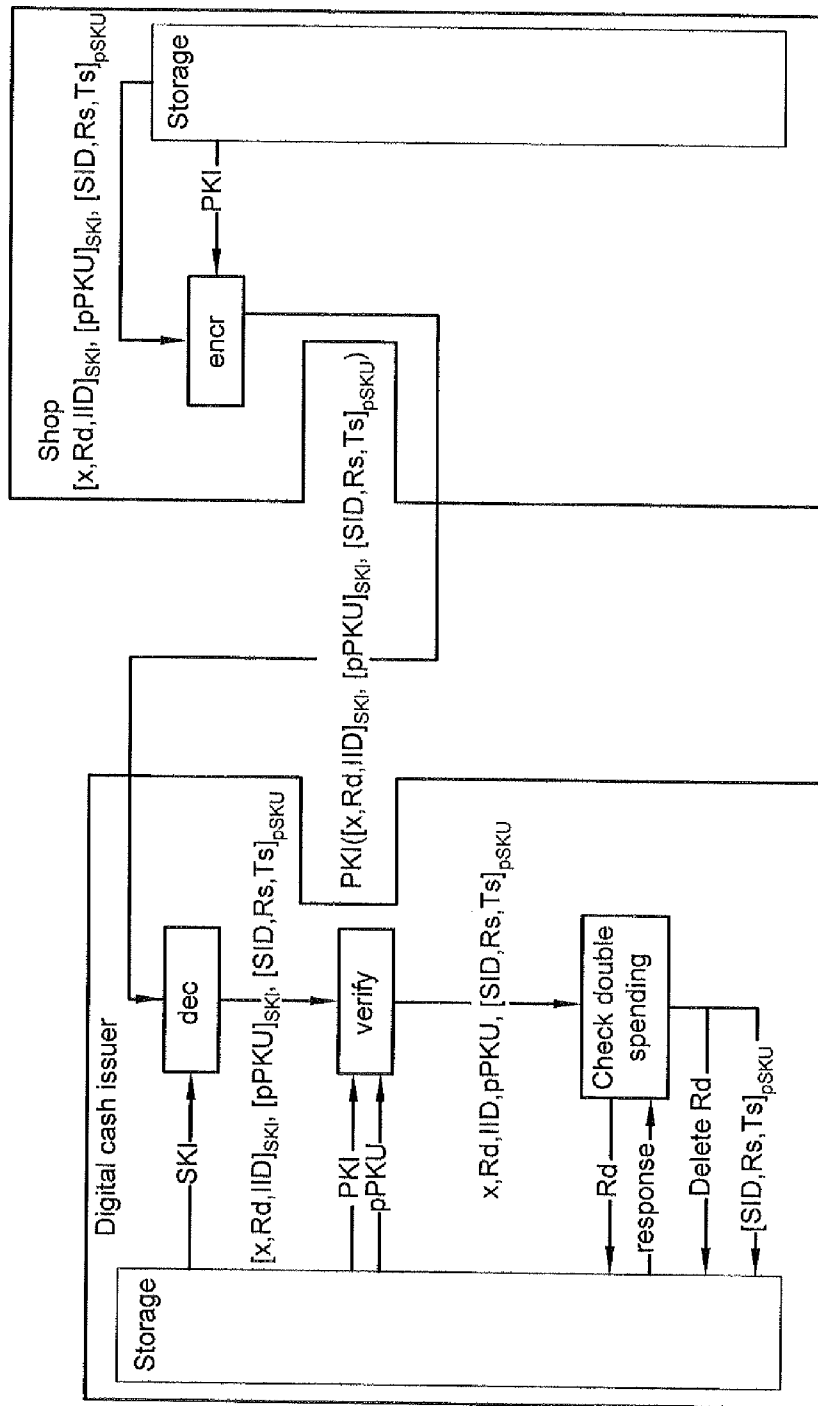 Digital cash issuer
Storage
SKI
dec
[x,Rd,IID]SKI, [pPKU]SKI, [SID,Rs,Ts]pSKU
PKI
pPKU
verify
x,Rd,IID,pPKU, [SID,Rs,Ts]pSKU
Rd
response
Check double
spending
Delete Rd
[SID,Rs,Ts]pSKU
PKI([x,Rd,IID]SKI, [pPKU]SKI, [SID,Rs,Ts]pSKU)
Shop
[x,Rd,IID]SKI, [pPKU]SKI, [SID,Rs,Ts]pSKU
encr
PKI
Storage